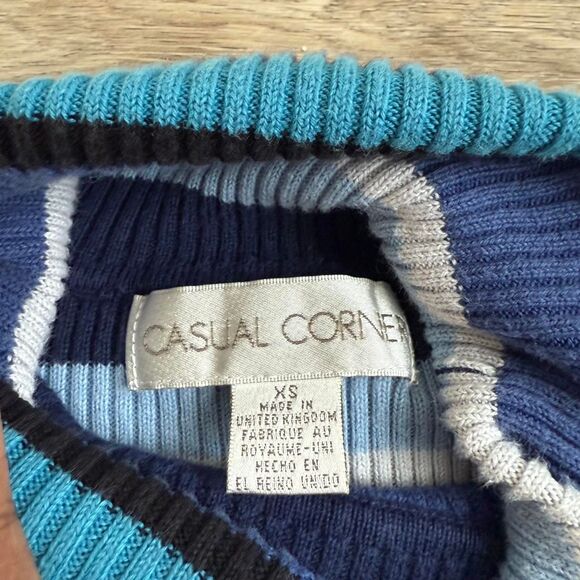 CASUAL CORNER
XS
MADE IN
UNITED KINGDOM
FABRIQUE AU
ROYAUME-UNI
HECHO EN
EL REINO UNIDO